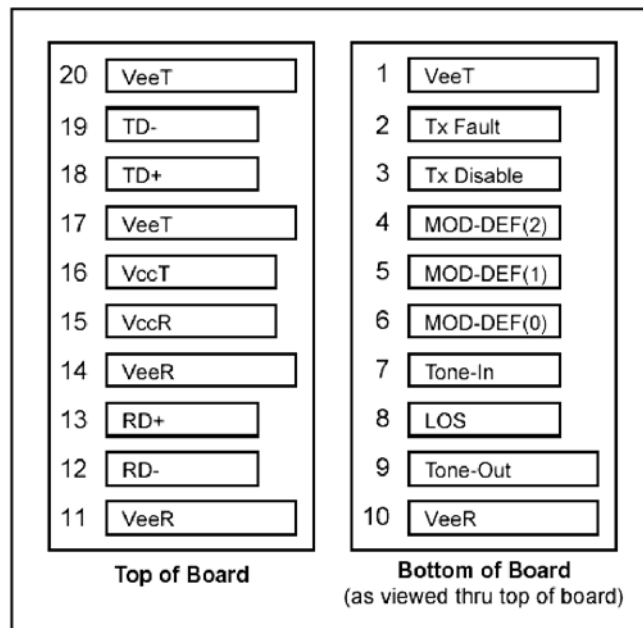 20 VeeT
19 TD-
18 TD+
17 VeeT
16 VccT
15 VccR
14 VeeR
13 RD+
12 RD-
11 VeeR
Top of Board
1 VeeT
2 Tx Fault
3 Tx Disable
4 MOD-DEF(2)
5 MOD-DEF(1)
6 MOD-DEF(0)
7 Tone-In
8 LOS
9 Tone-Out
10 VeeR
Bottom of Board
(as viewed thru top of board)